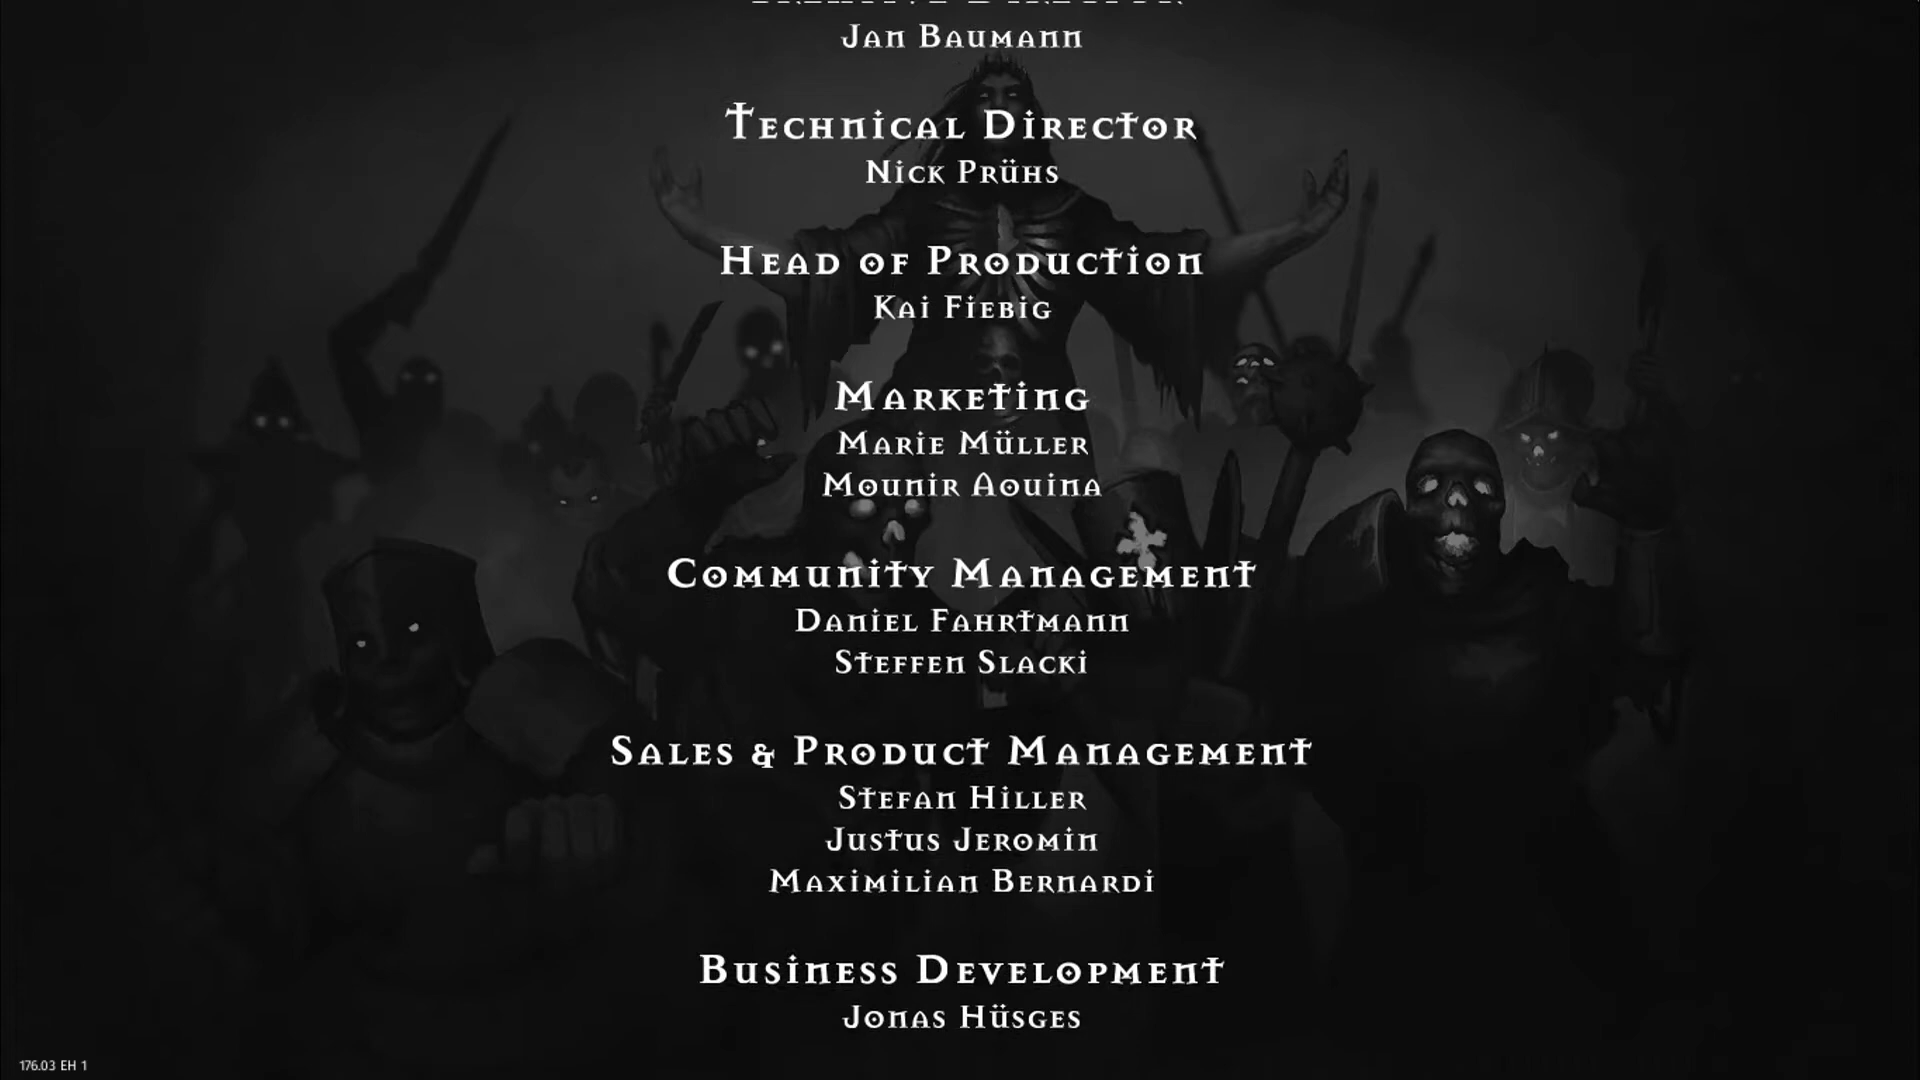 Jan Baumann
Technical Director
Nick Prühs
Head of Production
Kai Fiebig
Marketing
Marie Müller
Mounir Aouina
Community Management
Daniel Fahrtmann
Steffen Slacki
Sales & Product Management
Stefan Hiller
Justus Jeromin
Maximilian Bernardi
Business Development
Jonas Hüsges
176.03 EH 1